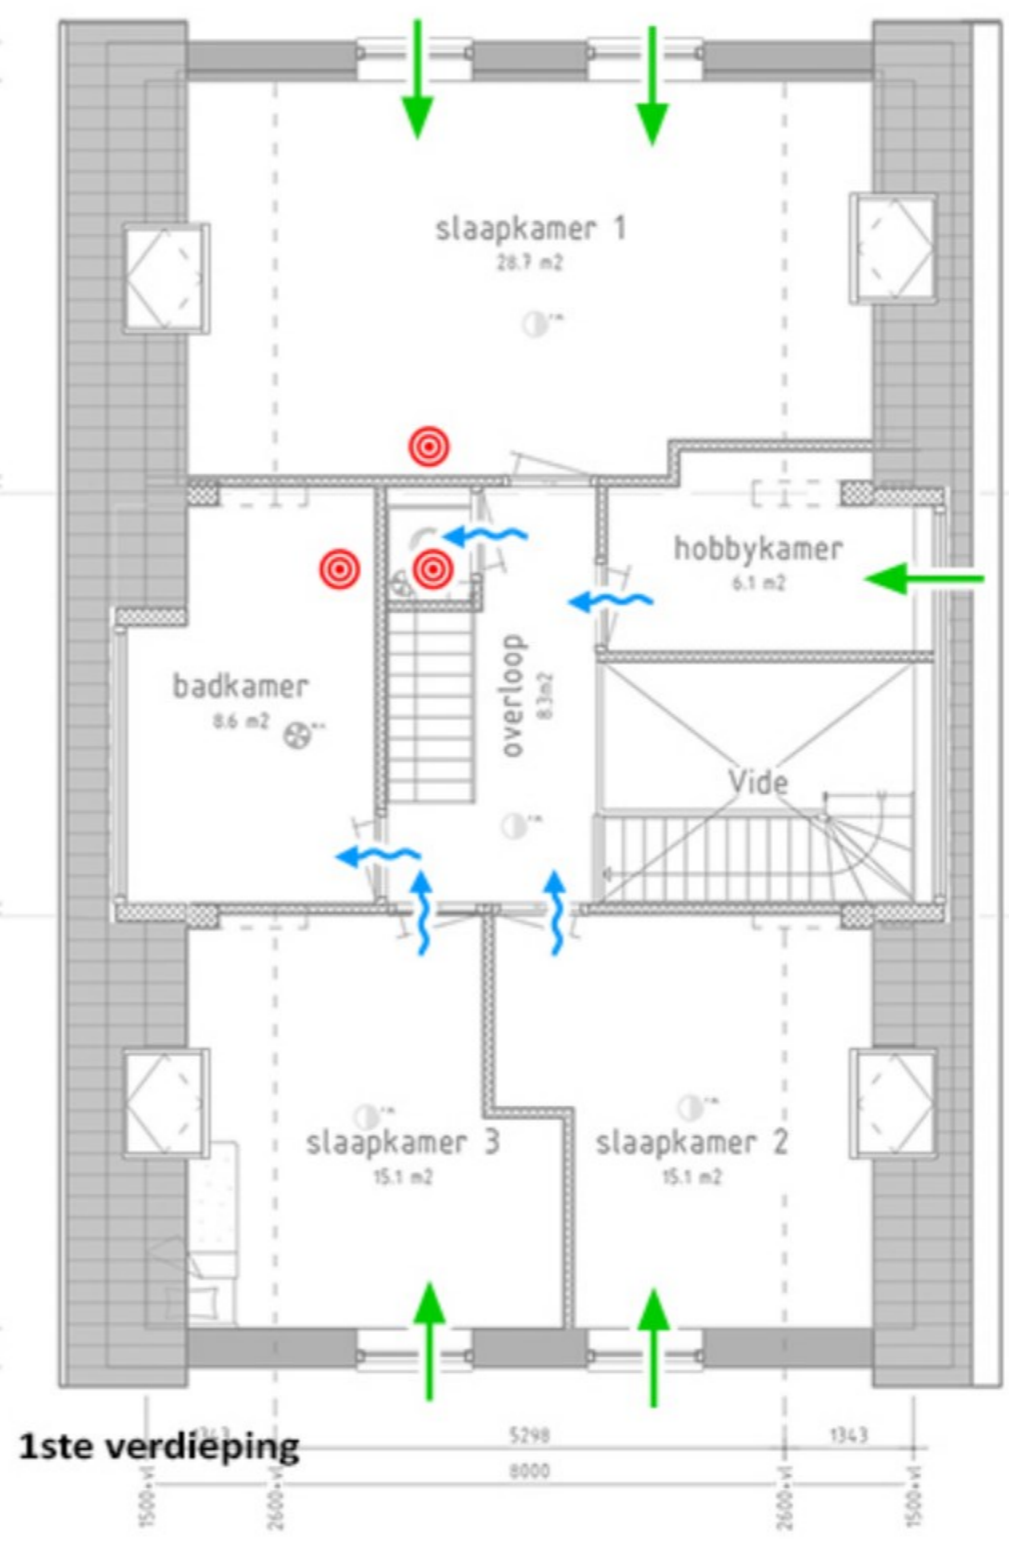 slaapkamer 1
28.7 m2
hobbykamer
6.1 m2
overloop
8.3m2
badkamer
8.6 m2
Vide
slaapkamer 3
15.1 m2
slaapkamer 2
15.1 m2
1ste verdieping
1343
5298
1343
8000
1500+vl
2600+vl
2600+vl
1500+vl